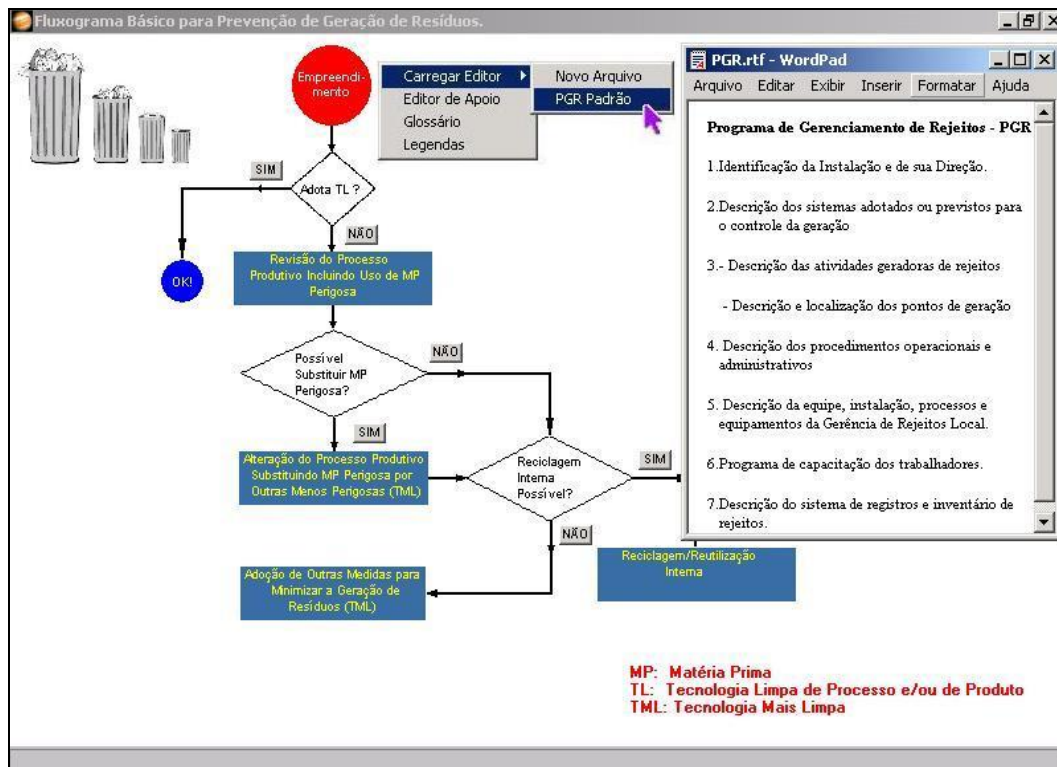 Fluxograma Básico para Prevenção de Geração de Resíduos.
Empreendi-
mento
Carregar Editor
Editor de Apoio
Glossário
Legendas
Novo Arquivo
PGR Padrão
SIM
Adota TL ?
NÃO
OK!
Revisão do Processo
Produtivo Incluindo Uso de MP
Perigosa
Possível
Substituir MP
Perigosa?
NÃO
SIM
Alteração do Processo Produtivo
Substituindo MP Perigosa por
Outras Menos Perigosas (TML)
Reciclagem
Interna
Possível?
SIM
NÃO
Adoção de Outras Medidas para
Minimizar a Geração de
Resíduos (TML)
Reciclagem/Reutilização
Interna
PGR.rtf - WordPad
Arquivo Editar Exibir Inserir Formatar Ajuda
Programa de Gerenciamento de Rejeitos - PGR
1.Identificação da Instalação e de sua Direção.
2.Descrição dos sistemas adotados ou previstos para
o controle da geração
3.- Descrição das atividades geradoras de rejeitos
- Descrição e localização dos pontos de geração
4. Descrição dos procedimentos operacionais e
administrativos
5. Descrição da equipe, instalação, processos e
equipamentos da Gerência de Rejeitos Local.
6.Programa de capacitação dos trabalhadores.
7.Descrição do sistema de registros e inventário de
rejeitos.
MP: Matéria Prima
TL: Tecnologia Limpa de Processo e/ou de Produto
TML: Tecnologia Mais Limpa